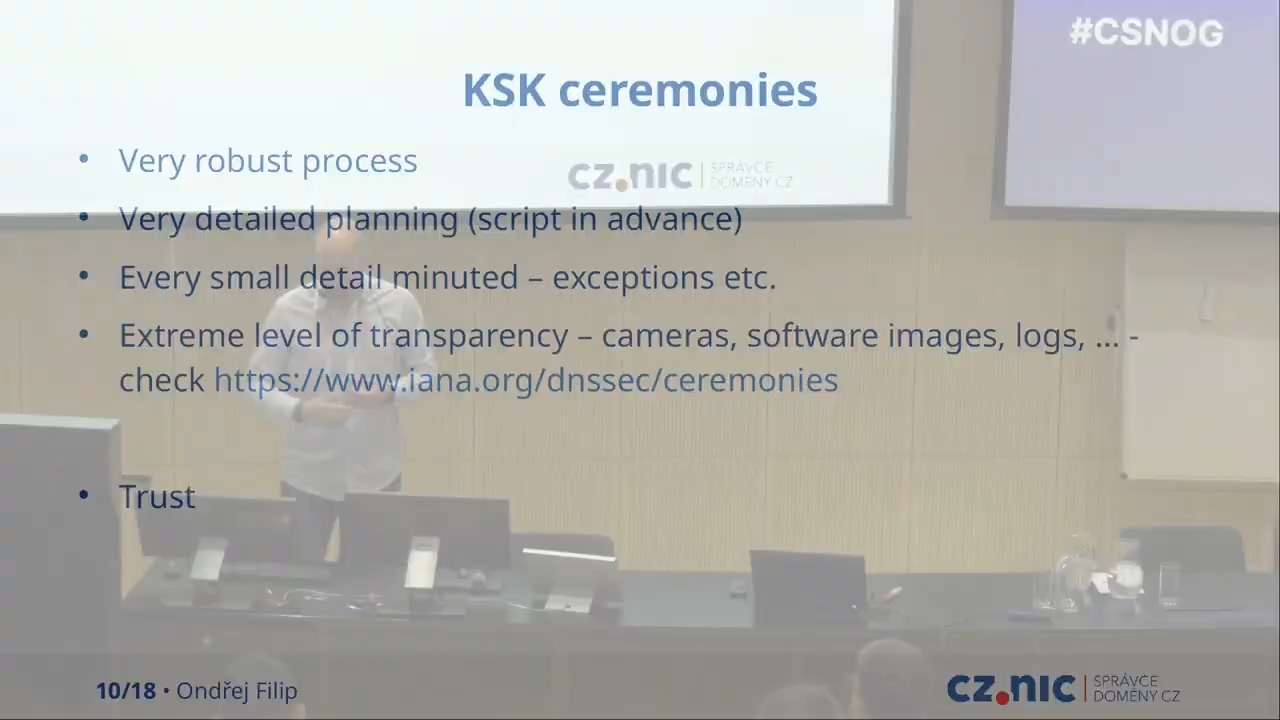 #CSNOG
KSK ceremonies
• Very robust process
cz.nic | SPRÁVCE
DOMÉNY CZ
• Very detailed planning (script in advance)
• Every small detail minuted – exceptions etc.
• Extreme level of transparency – cameras, software images, logs, ... -
check https://www.iana.org/dnssec/ceremonies
• Trust
10/18 • Ondřej Filip
cz.nic | SPRÁVCE
DOMÉNY CZ